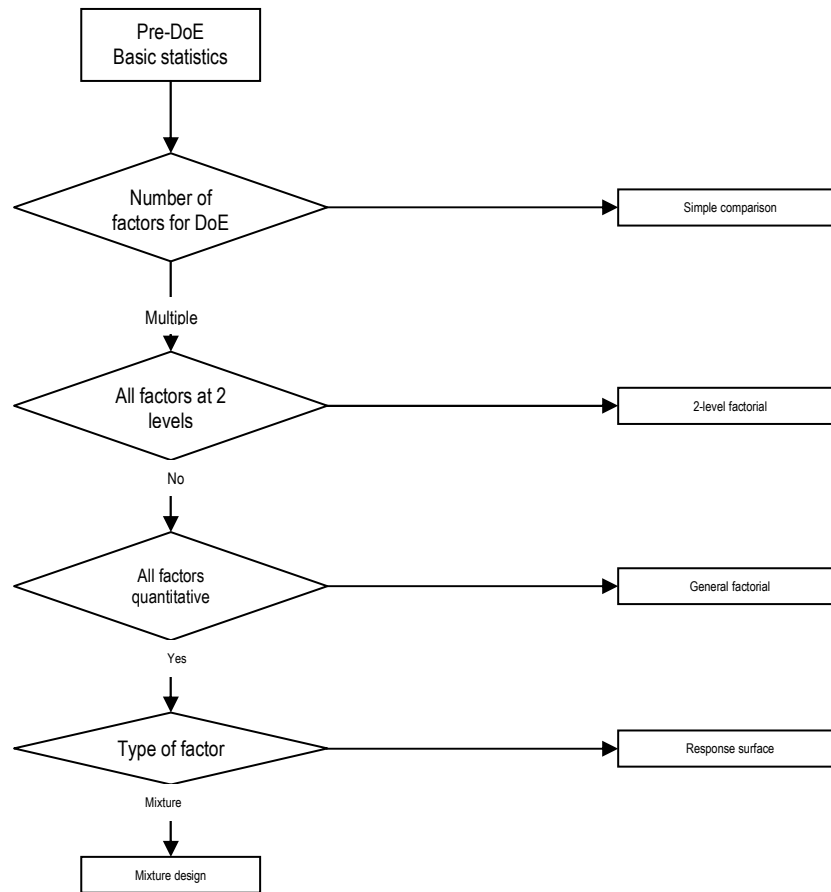 Pre-DoE
Basic statistics
Number of
factors for DoE
Simple comparison
Multiple
All factors at 2
levels
2-level factorial
No
All factors
quantitative
General factorial
Yes
Type of factor
Response surface
Mixture
Mixture design